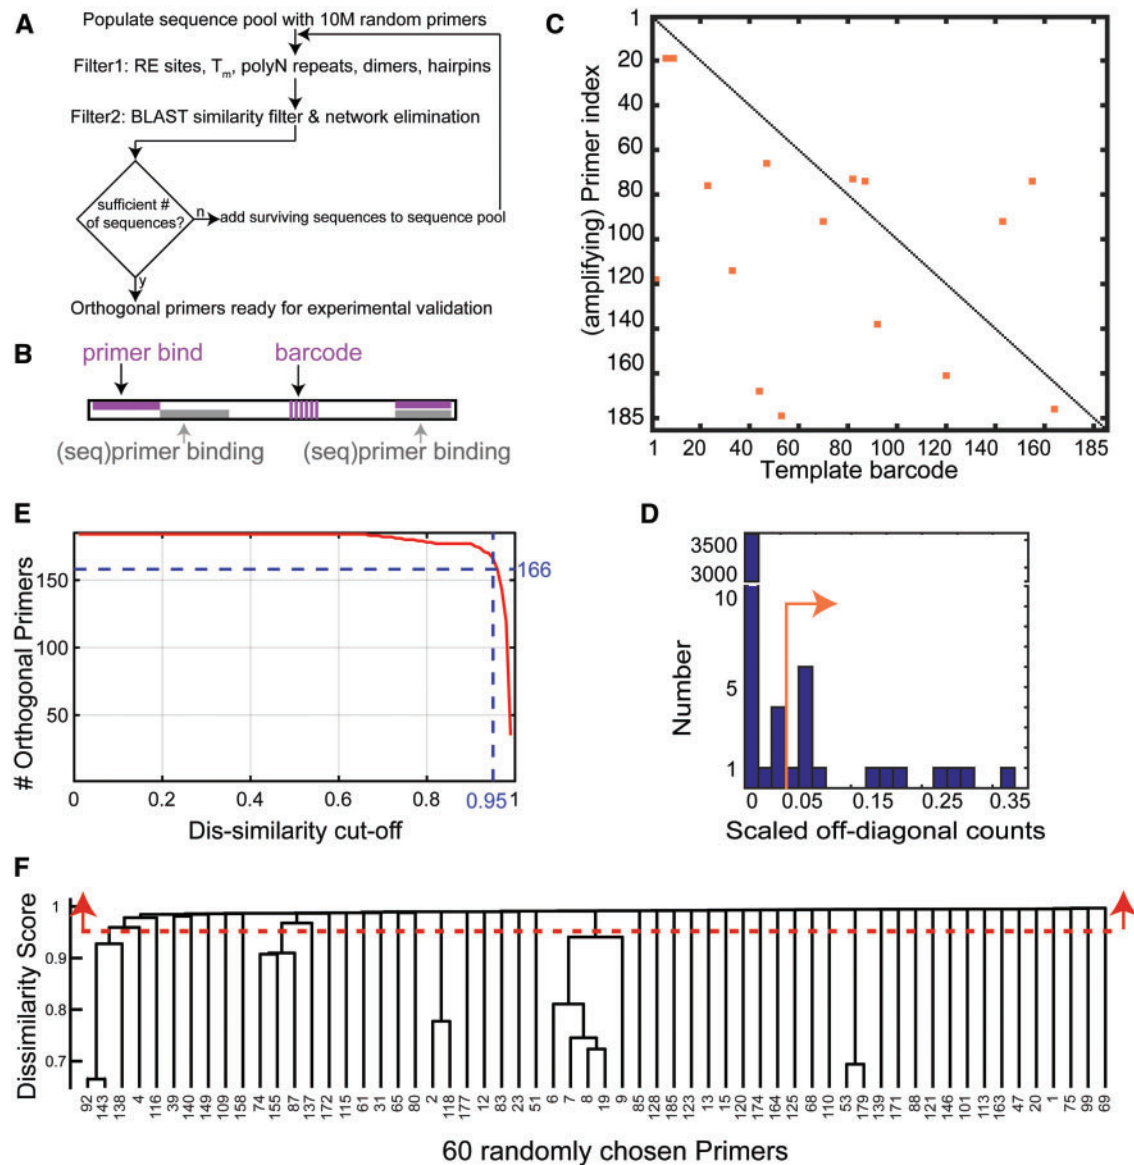 A
Populate sequence pool with 10M random primers
Filter1: RE sites, Tm, polyN repeats, dimers, hairpins
Filter2: BLAST similarity filter & network elimination
sufficient #
of sequences?
n
add surviving sequences to sequence pool
y
Orthogonal primers ready for experimental validation
B
primer bind
barcode
(seq)primer binding
(seq)primer binding
C
(amplifying) Primer index
1
20
40
60
80
100
120
140
160
185
1 20 40 60 80 100 120 140 160 185
Template barcode
E
# Orthogonal Primers
150
100
50
166
0 0.2 0.4 0.6 0.8 0.95 1
Dis-similarity cut-off
D
Number
3500
3000
10
5
1
0 0.05 0.15 0.25 0.35
Scaled off-diagonal counts
F
Dissimilarity Score
1
0.9
0.8
0.7
92 143 138 4 116 39 140 149 109 158 74 155 87 137 172 115 61 31 65 80 2 118 177 12 83 23 51 6 7 8 19 9 85 128 185 123 13 15 120 174 164 125 68 110 53 179 139 171 88 121 146 101 113 163 47 20 1 75 99 69
60 randomly chosen Primers